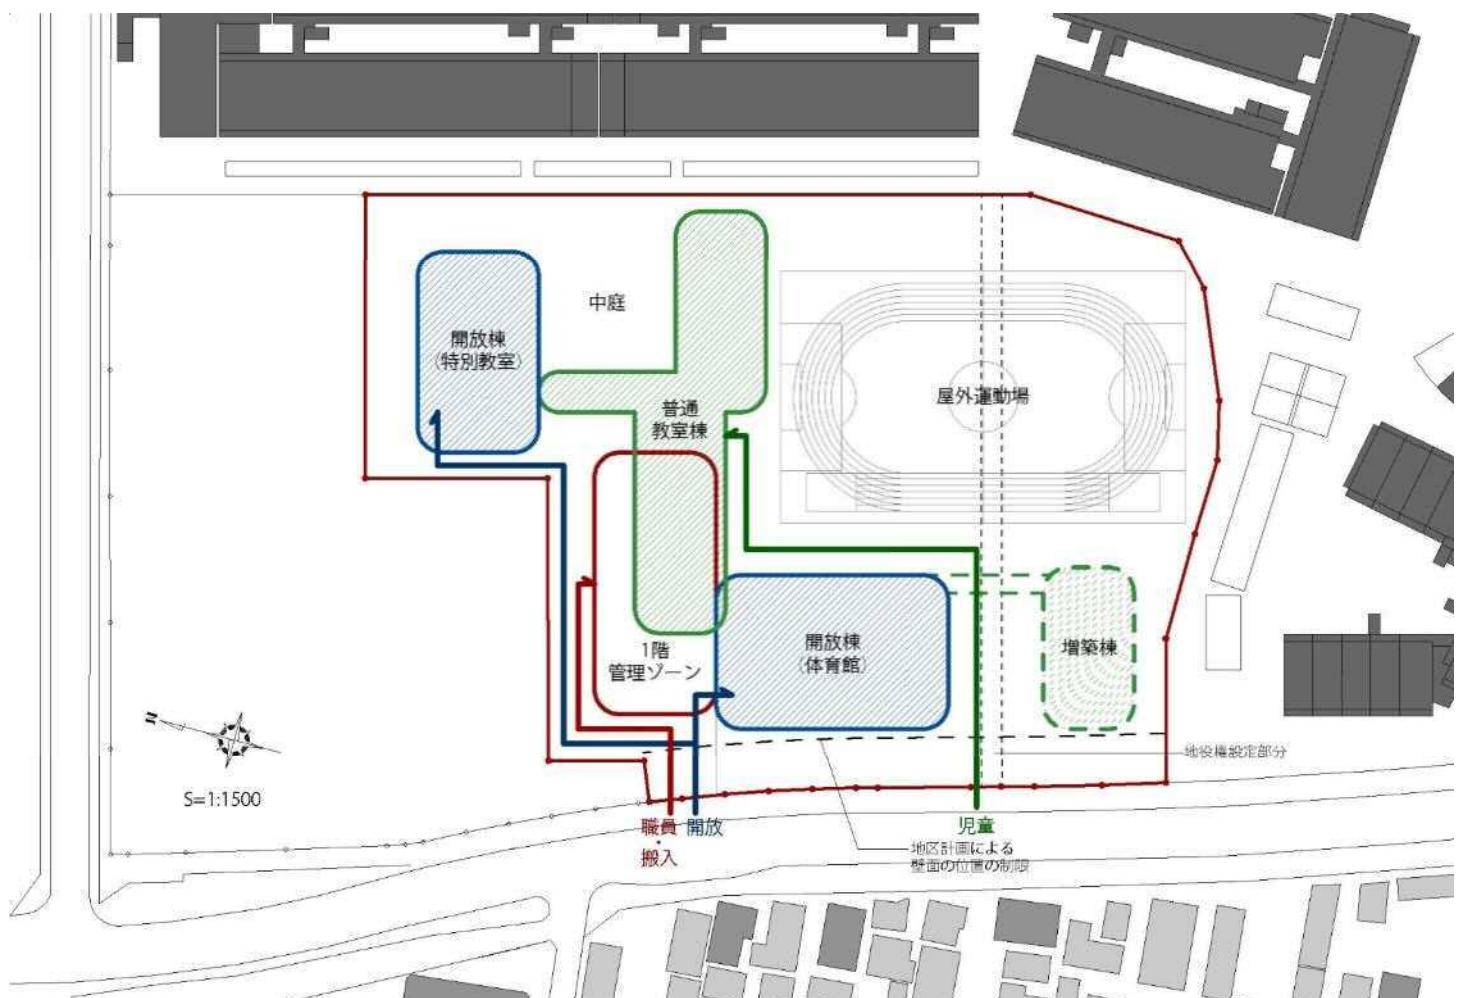 中庭
開放棟
(特別教室)
普通
教室棟
屋外運動場
1階
管理ゾーン
開放棟
(体育館)
増築棟
地役権設定部分
N
S=1:1500
職員
・
搬入
開放
児童
地区計画による
壁面の位置の制限